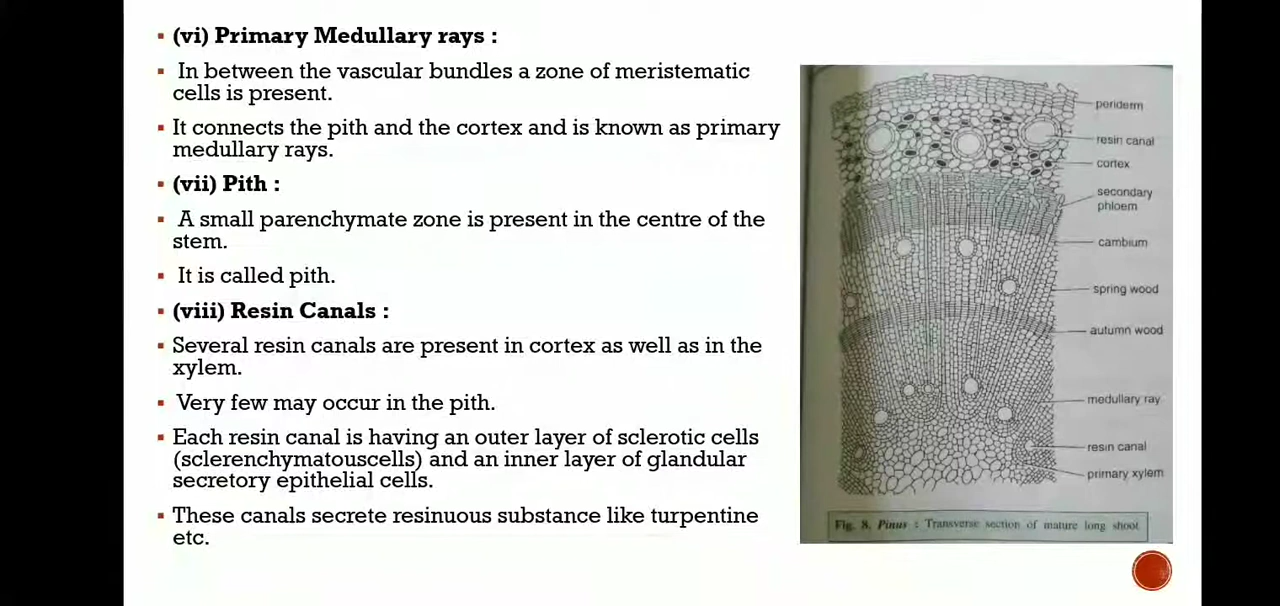 (vi) Primary Medullary rays :
In between the vascular bundles a zone of meristematic
cells is present.
It connects the pith and the cortex and is known as primary
medullary rays.
(vii) Pith :
A small parenchymate zone is present in the centre of the
stem.
It is called pith.
(viii) Resin Canals :
Several resin canals are present in cortex as well as in the
xylem.
Very few may occur in the pith.
Each resin canal is having an outer layer of sclerotic cells
(sclerenchymatouscells) and an inner layer of glandular
secretory epithelial cells.
These canals secrete resinuous substance like turpentine
etc.
periderm
resin canal
cortex
secondary
phloem
cambium
spring wood
autumn wood
medullary ray
resin canal
primary xylem
Fig. 8. Pinus : Transverse section of mature long shoot